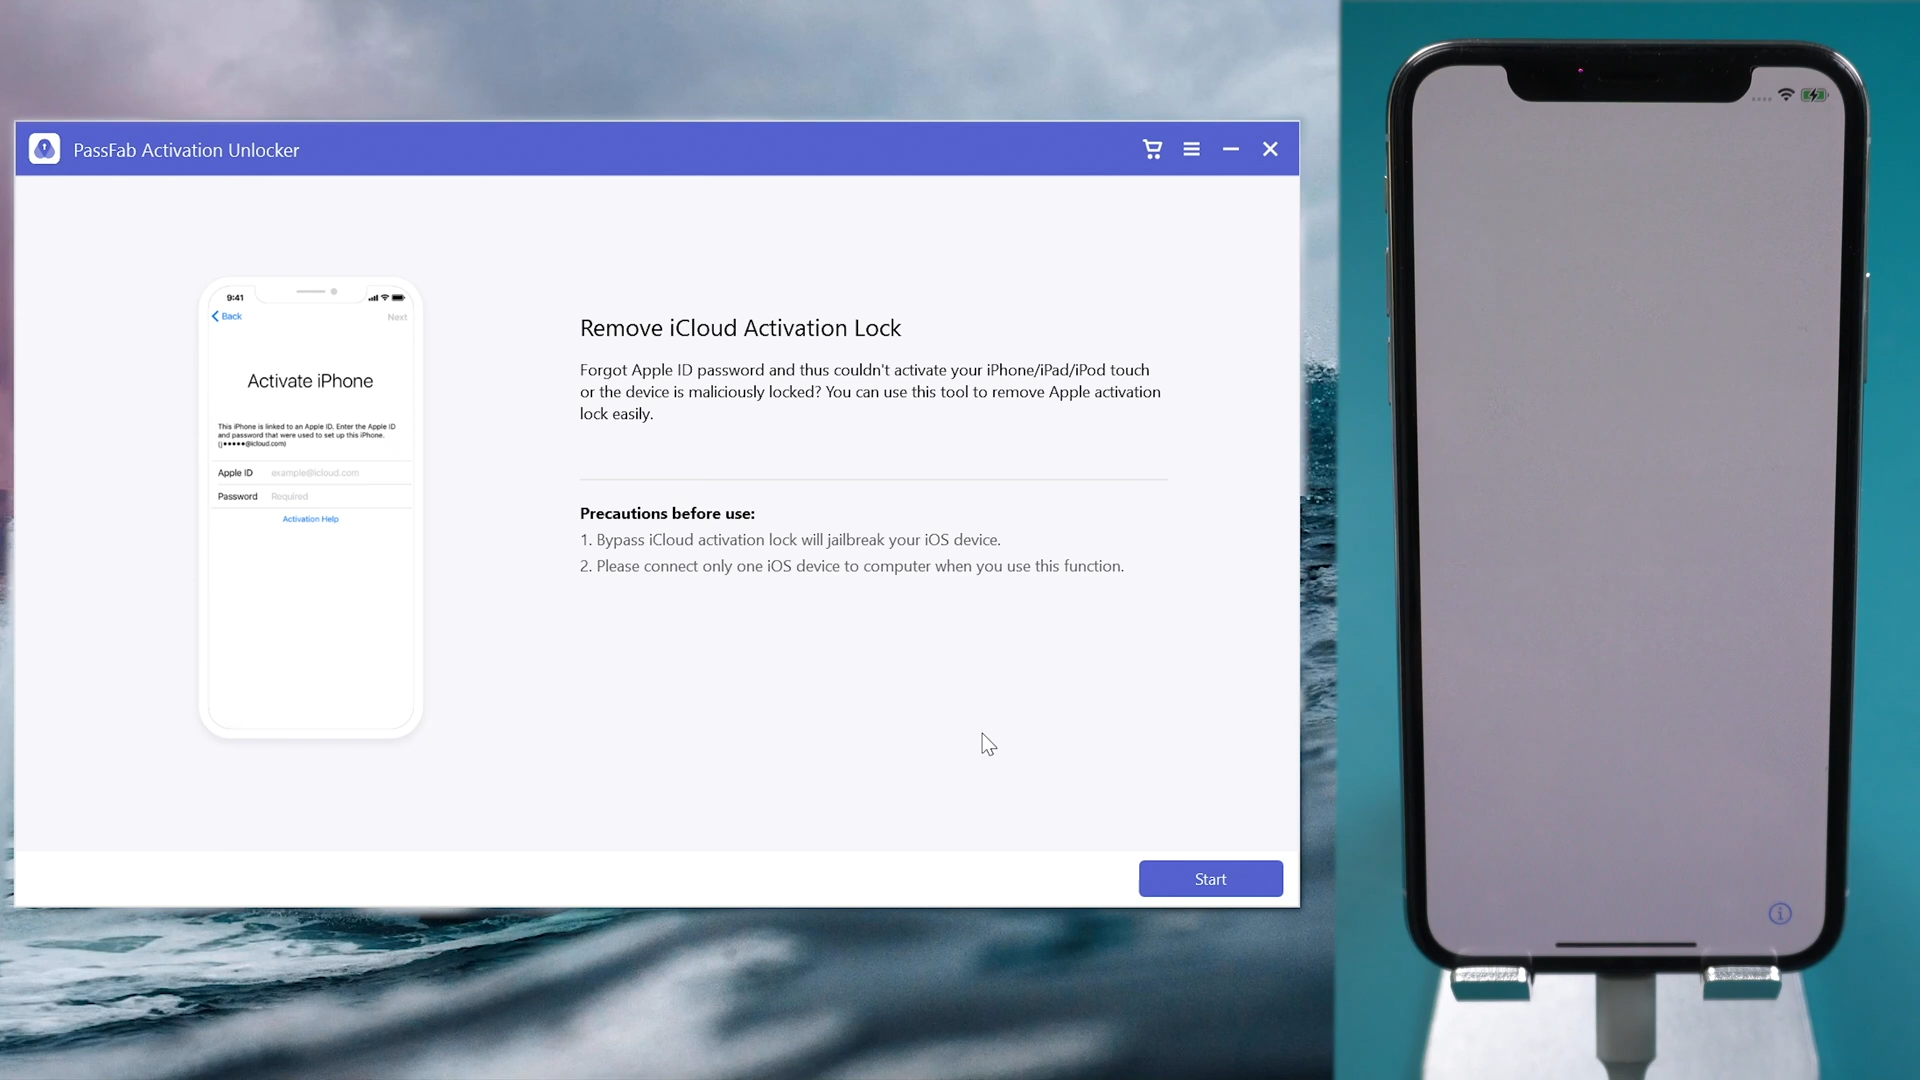 PassFab Activation Unlocker
9:41
Back
Next
Activate iPhone
This iPhone is linked to an Apple ID. Enter the Apple ID
and password that were used to set up this iPhone.
(j●●●●●@icloud.com)
Apple ID example@icloud.com
Password Required
Activation Help
Remove iCloud Activation Lock
Forgot Apple ID password and thus couldn't activate your iPhone/iPad/iPod touch
or the device is maliciously locked? You can use this tool to remove Apple activation
lock easily.
Precautions before use:
1. Bypass iCloud activation lock will jailbreak your iOS device.
2. Please connect only one iOS device to computer when you use this function.
Start